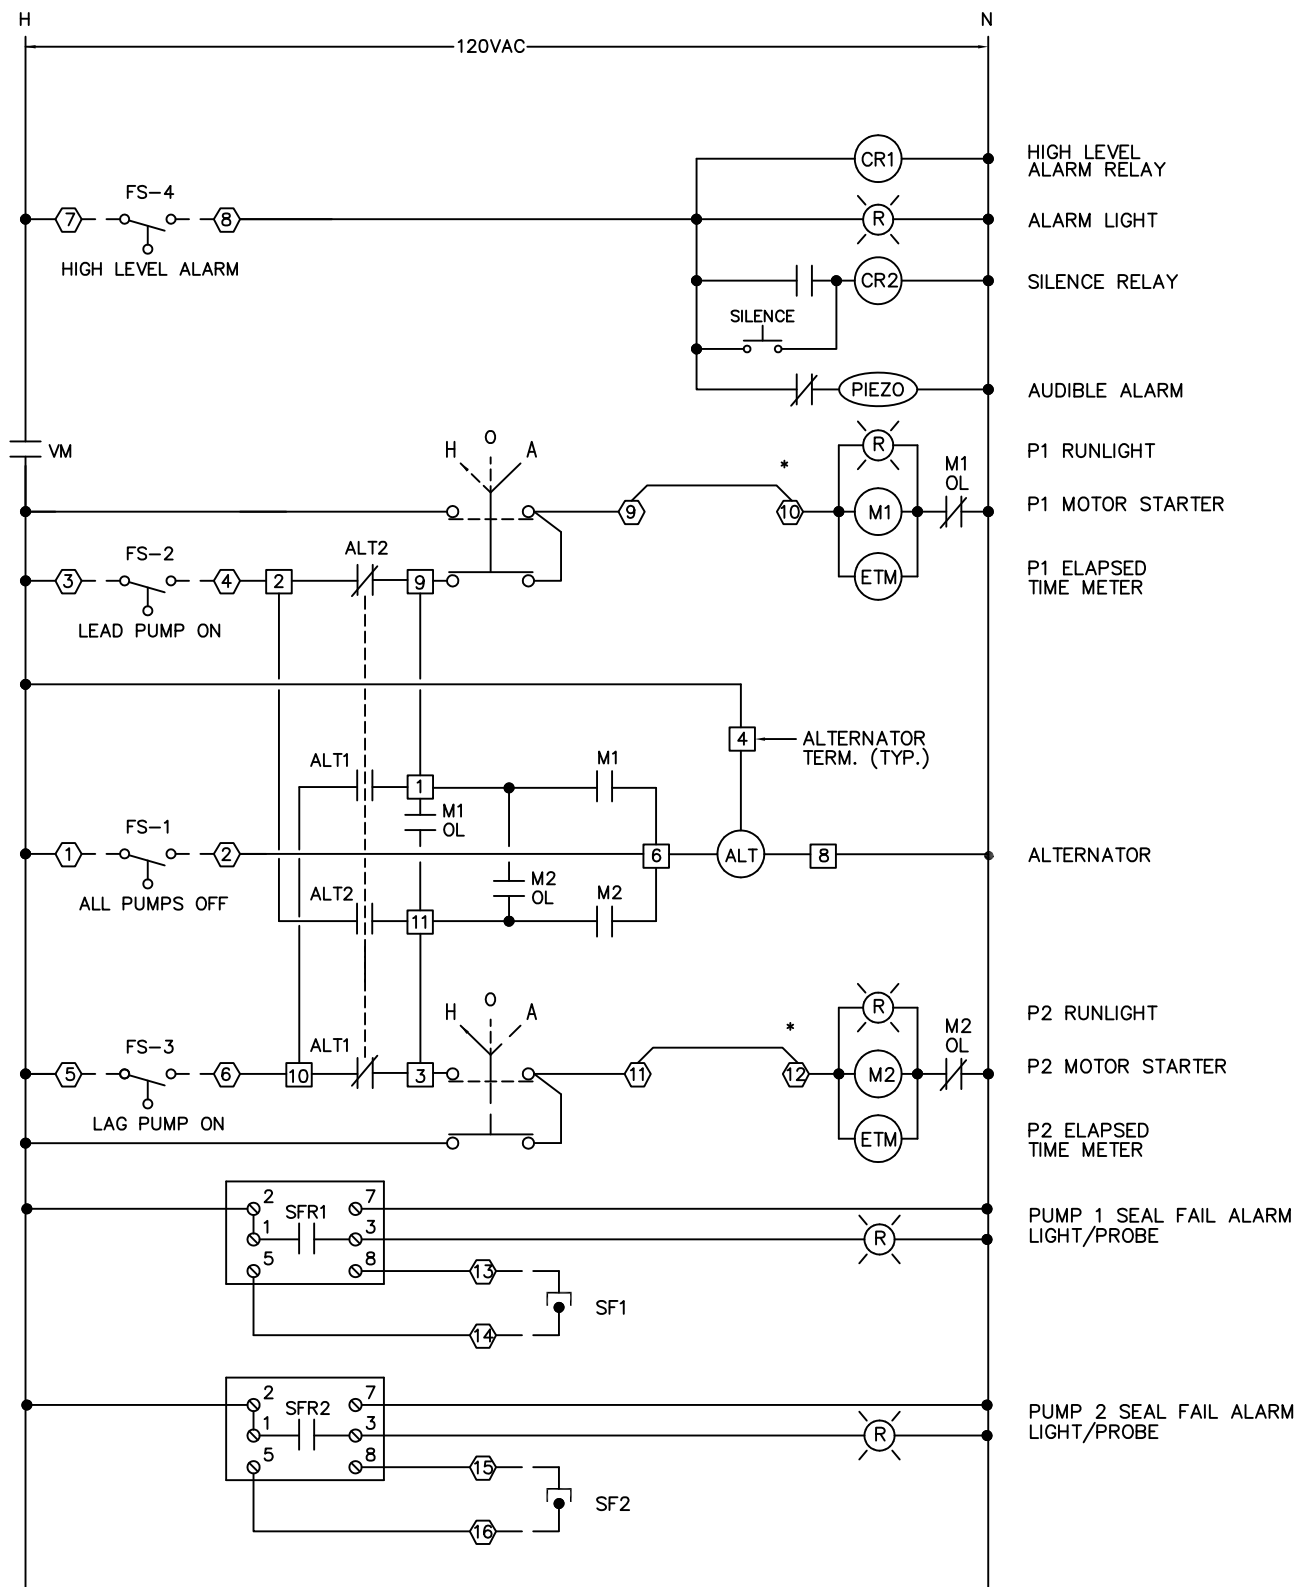 H
N
120VAC
CR1
HIGH LEVEL
ALARM RELAY
FS-4
7
8
R
ALARM LIGHT
HIGH LEVEL ALARM
CR2
SILENCE RELAY
SILENCE
PIEZO
AUDIBLE ALARM
VM
H
O
A
*
R
P1 RUNLIGHT
M1
OL
9
10
M1
P1 MOTOR STARTER
FS-2
ALT2
3
4
2
9
ETM
P1 ELAPSED
TIME METER
LEAD PUMP ON
4
ALTERNATOR
TERM. (TYP.)
ALT1
1
M1
M1
OL
FS-1
1
2
6
ALT
8
ALTERNATOR
ALL PUMPS OFF
ALT2
M2
OL
11
M2
H
O
A
*
R
P2 RUNLIGHT
M2
OL
FS-3
ALT1
5
6
10
3
11
12
M2
P2 MOTOR STARTER
LAG PUMP ON
ETM
P2 ELAPSED
TIME METER
2
SFR1
7
1
3
5
8
R
PUMP 1 SEAL FAIL ALARM
LIGHT/PROBE
13
SF1
14
2
SFR2
7
1
3
5
8
R
PUMP 2 SEAL FAIL ALARM
LIGHT/PROBE
15
SF2
16